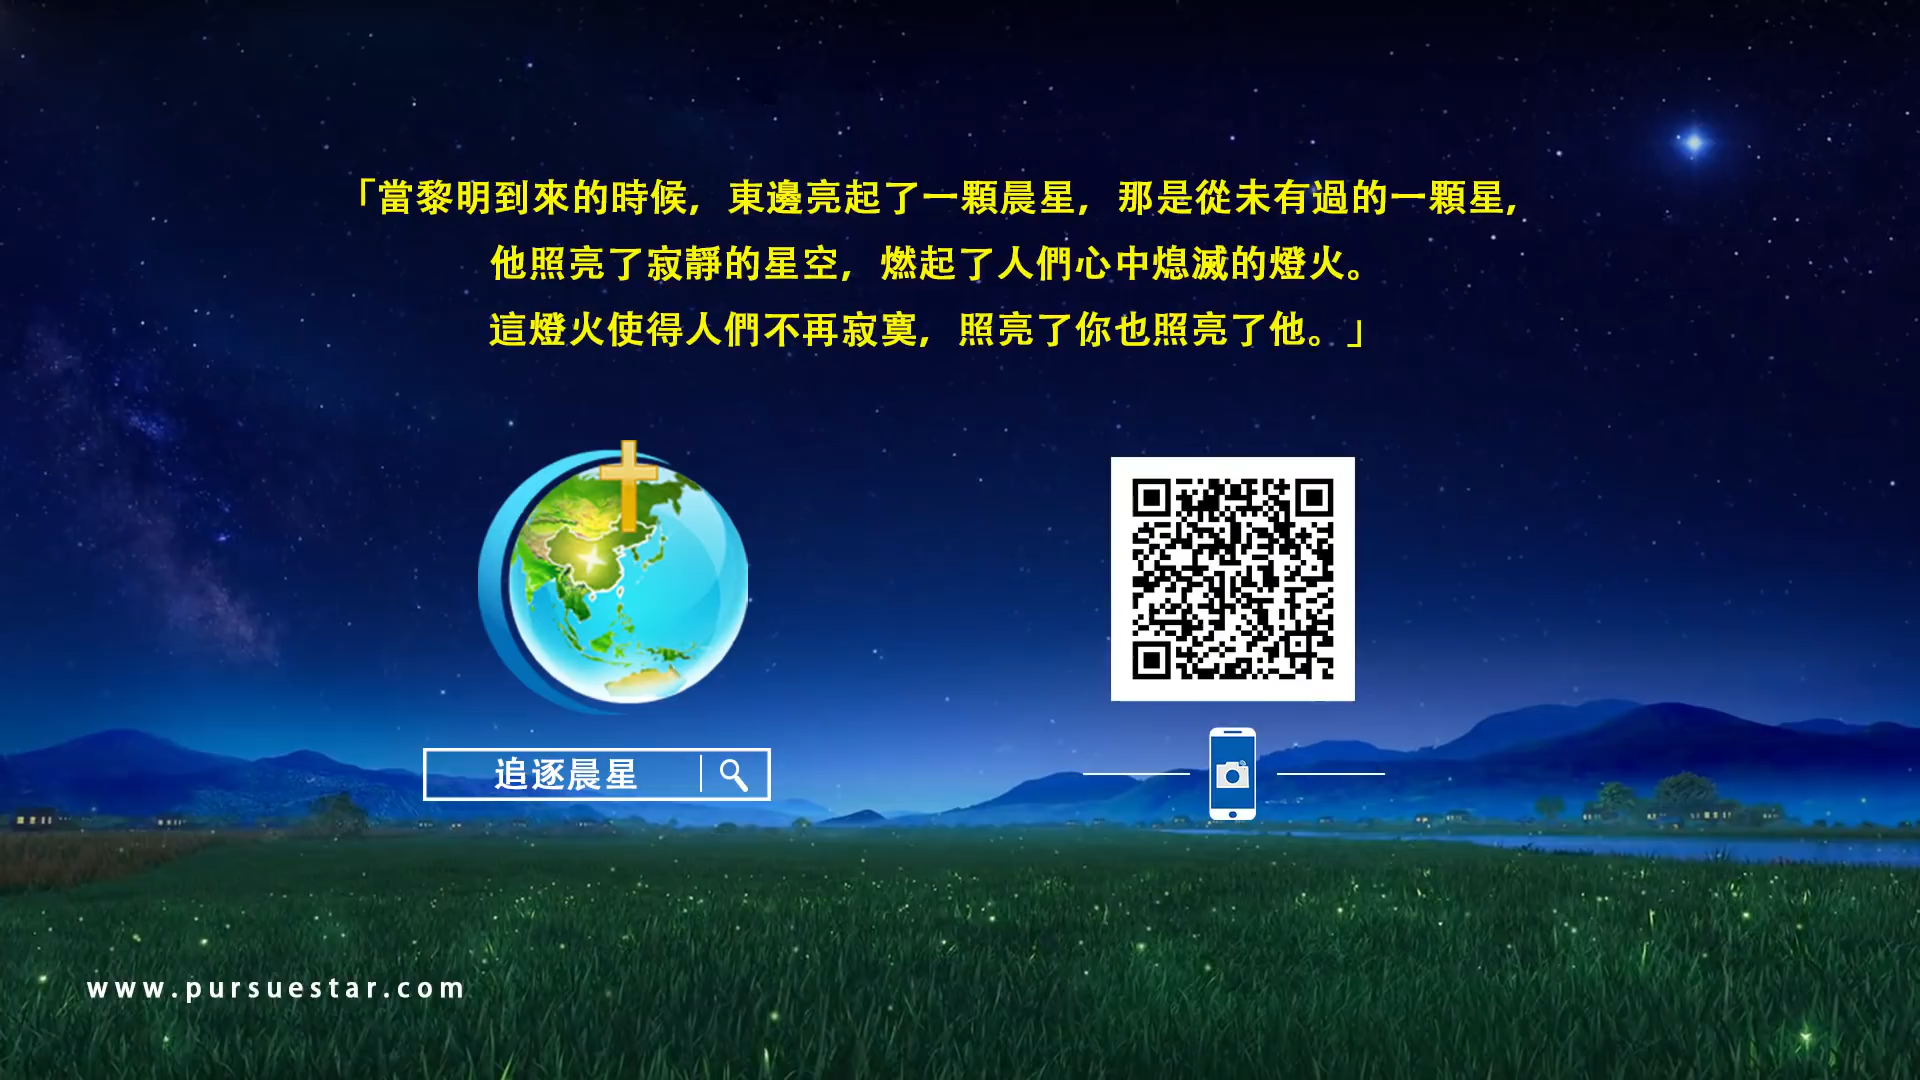 「當黎明到來的時候，東邊亮起了一顆晨星，那是從未有過的一顆星，
他照亮了寂靜的星空，燃起了人們心中熄滅的燈火。
這燈火使得人們不再寂寞，照亮了你也照亮了他。」
追逐晨星
www.pursuestar.com